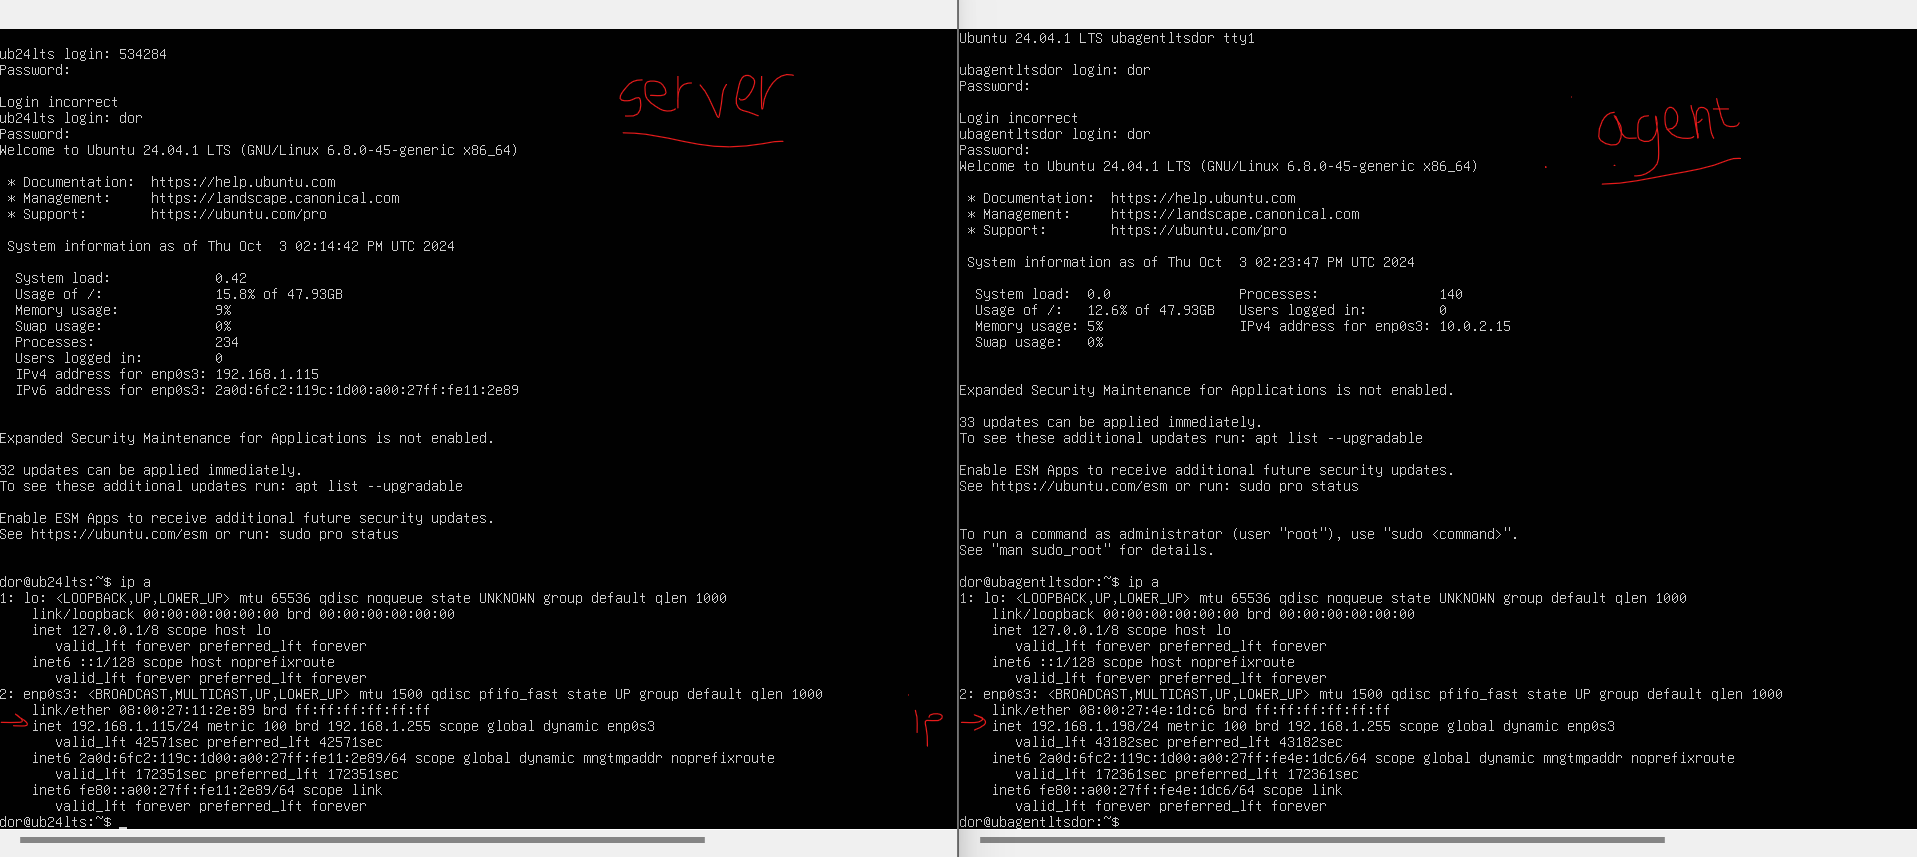 ub24lts login: 534284
Password:
Login incorrect
ub24lts login: dor
Password:
Welcome to Ubuntu 24.04.1 LTS (GNU/Linux 6.8.0-45-generic x86_64)
* Documentation:  https://help.ubuntu.com
* Management:     https://landscape.canonical.com
* Support:        https://ubuntu.com/pro
System information as of Thu Oct  3 02:14:42 PM UTC 2024
System load:             0.42
Usage of /:              15.8% of 47.93GB
Memory usage:            9%
Swap usage:              0%
Processes:               234
Users logged in:         0
IPv4 address for enp0s3: 192.168.1.115
IPv6 address for enp0s3: 2a0d:6fc2:119c:1d00:a00:27ff:fe11:2e89
Expanded Security Maintenance for Applications is not enabled.
32 updates can be applied immediately.
To see these additional updates run: apt list --upgradable
Enable ESM Apps to receive additional future security updates.
See https://ubuntu.com/esm or run: sudo pro status
dor@ub24lts:~$ ip a
1: lo: <LOOPBACK,UP,LOWER_UP> mtu 65536 qdisc noqueue state UNKNOWN group default qlen 1000
link/loopback 00:00:00:00:00:00 brd 00:00:00:00:00:00
inet 127.0.0.1/8 scope host lo
valid_lft forever preferred_lft forever
inet6 ::1/128 scope host noprefixroute
valid_lft forever preferred_lft forever
2: enp0s3: <BROADCAST,MULTICAST,UP,LOWER_UP> mtu 1500 qdisc pfifo_fast state UP group default qlen 1000
link/ether 08:00:27:11:2e:89 brd ff:ff:ff:ff:ff:ff
inet 192.168.1.115/24 metric 100 brd 192.168.1.255 scope global dynamic enp0s3
valid_lft 42571sec preferred_lft 42571sec
inet6 2a0d:6fc2:119c:1d00:a00:27ff:fe11:2e89/64 scope global dynamic mngtmpaddr noprefixroute
valid_lft 172351sec preferred_lft 172351sec
inet6 fe80::a00:27ff:fe11:2e89/64 scope link
valid_lft forever preferred_lft forever
dor@ub24lts:~$ _
server
Ubuntu 24.04.1 LTS ubagentltsdor tty1
ubagentltsdor login: dor
Password:
Login incorrect
ubagentltsdor login: dor
Password:
Welcome to Ubuntu 24.04.1 LTS (GNU/Linux 6.8.0-45-generic x86_64)
* Documentation:  https://help.ubuntu.com
* Management:     https://landscape.canonical.com
* Support:        https://ubuntu.com/pro
System information as of Thu Oct  3 02:23:47 PM UTC 2024
System load:  0.0                Processes:               140
Usage of /:   12.6% of 47.93GB   Users logged in:         0
Memory usage: 5%                 IPv4 address for enp0s3: 10.0.2.15
Swap usage:   0%
Expanded Security Maintenance for Applications is not enabled.
33 updates can be applied immediately.
To see these additional updates run: apt list --upgradable
Enable ESM Apps to receive additional future security updates.
See https://ubuntu.com/esm or run: sudo pro status
To run a command as administrator (user "root"), use "sudo <command>".
See "man sudo_root" for details.
dor@ubagentltsdor:~$ ip a
1: lo: <LOOPBACK,UP,LOWER_UP> mtu 65536 qdisc noqueue state UNKNOWN group default qlen 1000
link/loopback 00:00:00:00:00:00 brd 00:00:00:00:00:00
inet 127.0.0.1/8 scope host lo
valid_lft forever preferred_lft forever
inet6 ::1/128 scope host noprefixroute
valid_lft forever preferred_lft forever
2: enp0s3: <BROADCAST,MULTICAST,UP,LOWER_UP> mtu 1500 qdisc pfifo_fast state UP group default qlen 1000
link/ether 08:00:27:4e:1d:c6 brd ff:ff:ff:ff:ff:ff
inet 192.168.1.198/24 metric 100 brd 192.168.1.255 scope global dynamic enp0s3
valid_lft 43182sec preferred_lft 43182sec
inet6 2a0d:6fc2:119c:1d00:a00:27ff:fe4e:1dc6/64 scope global dynamic mngtmpaddr noprefixroute
valid_lft 172361sec preferred_lft 172361sec
inet6 fe80::a00:27ff:fe4e:1dc6/64 scope link
valid_lft forever preferred_lft forever
dor@ubagentltsdor:~$
agent
IP